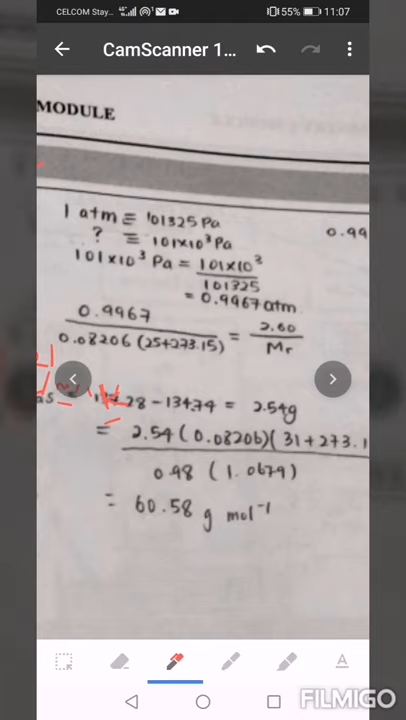 CELCOM Stay... 55% 11:07
CamScanner 1...
MODULE
1 atm ≡ 101325 Pa
? ≡ 101×10³ Pa
0.99
101×10³ Pa = 101×10³ / 101325
= 0.9967 atm
0.9967 / 0.08206 (25+273.15) = 2.60 / Mr
28 - 134.74 = 2.54g
= 2.54 (0.08206)(31+273.1
0.98 (1.0679)
= 60.58 g mol⁻¹
A
FILMIGO